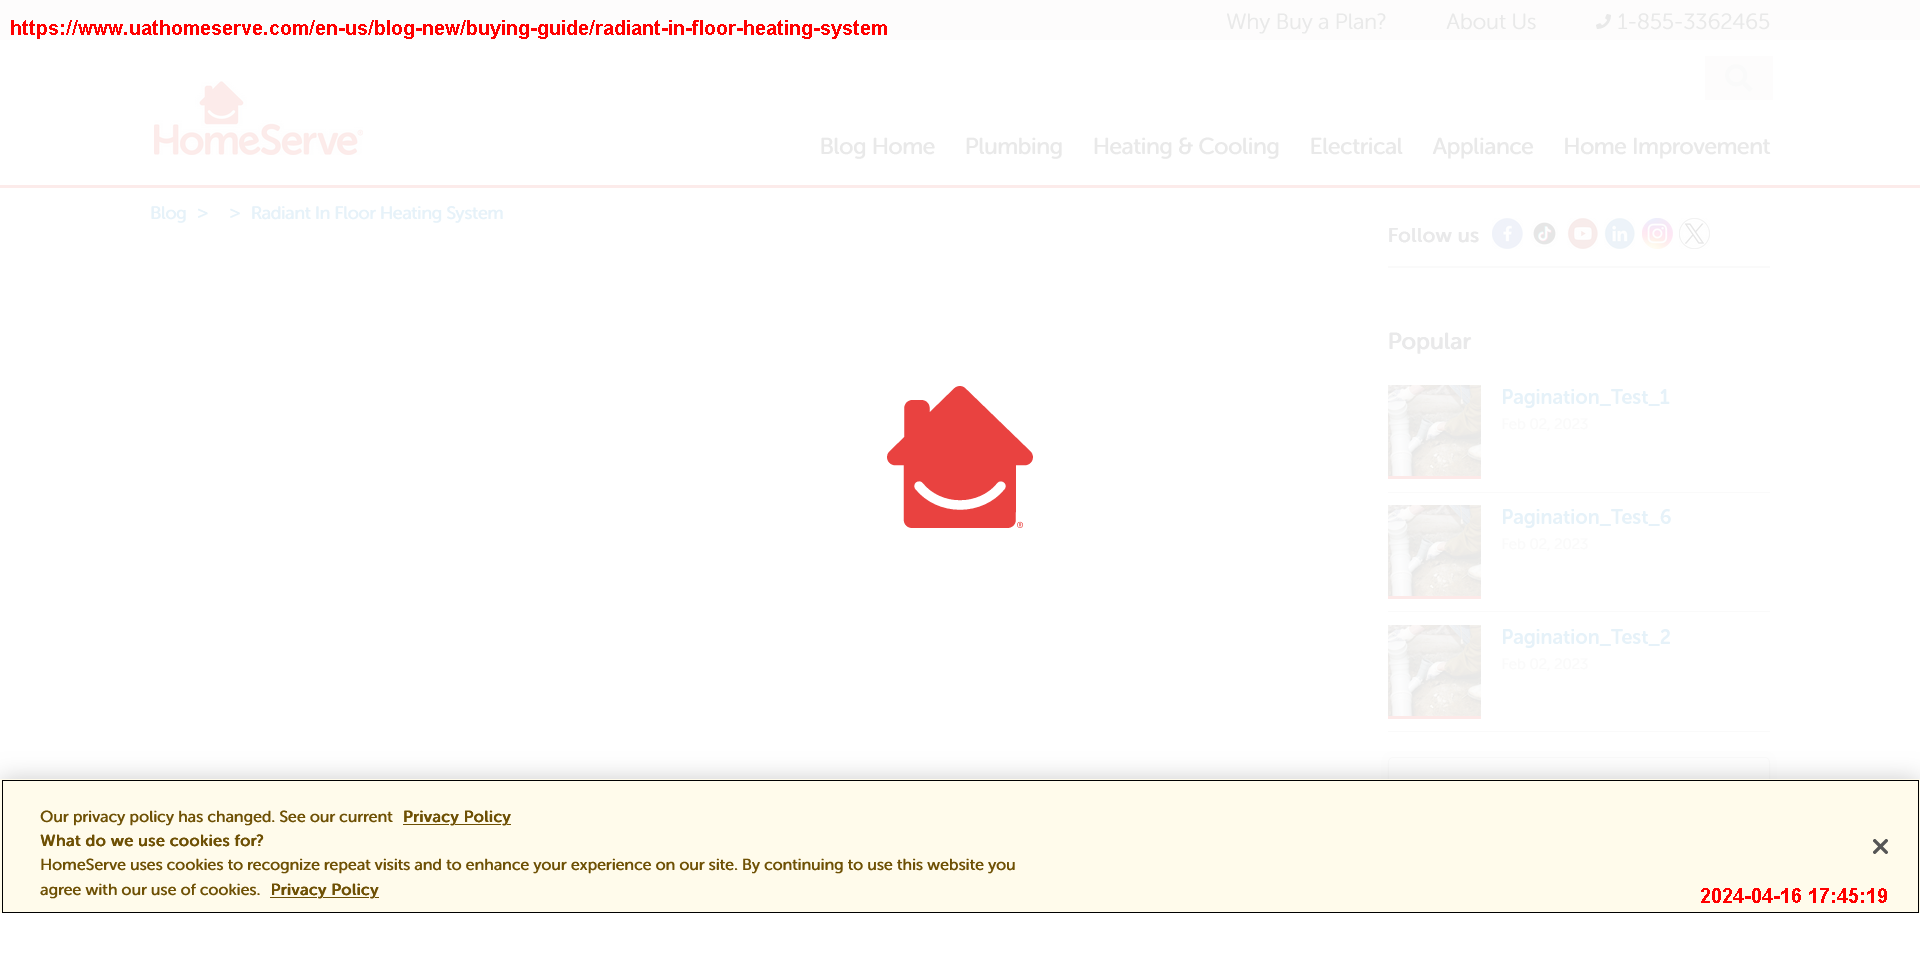 https://www.uathomeserve.com/en-us/blog-new/buying-guide/radiant-in-floor-heating-system
Why Buy a Plan? About Us 1-855-3362465
HomeServe
Blog Home Plumbing Heating & Cooling Electrical Appliance Home Improvement
Blog > > Radiant In Floor Heating System
Follow us
Popular
Pagination_Test_1
Feb 02, 2023
Pagination_Test_6
Feb 02, 2023
Pagination_Test_2
Feb 02, 2023
®
Our privacy policy has changed. See our current Privacy Policy
What do we use cookies for?
HomeServe uses cookies to recognize repeat visits and to enhance your experience on our site. By continuing to use this website you
agree with our use of cookies. Privacy Policy
2024-04-16 17:45:19